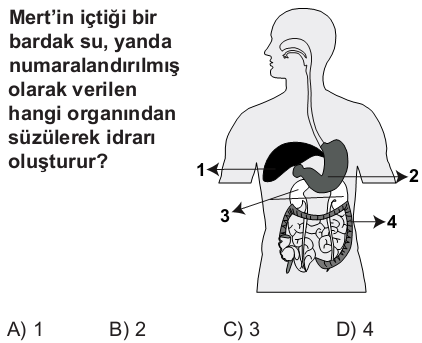 Mert'in içtiği bir
bardak su, yanda
numaralandırılmış
olarak verilen
hangi organından
süzülerek idrarı
oluşturur?
1
2
3
4
A) 1 B) 2 C) 3 D) 4